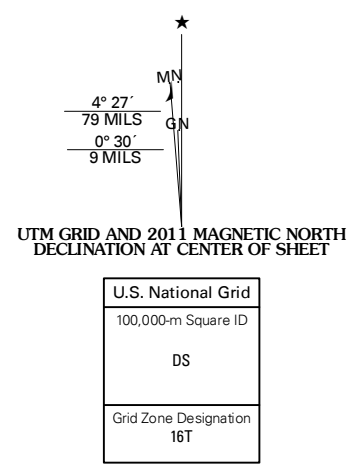 ★
MN
4° 27´
79 MILS
GN
0° 30´
9 MILS
UTM GRID AND 2011 MAGNETIC NORTH
DECLINATION AT CENTER OF SHEET
U.S. National Grid
100,000-m Square ID
DS
Grid Zone Designation
16T